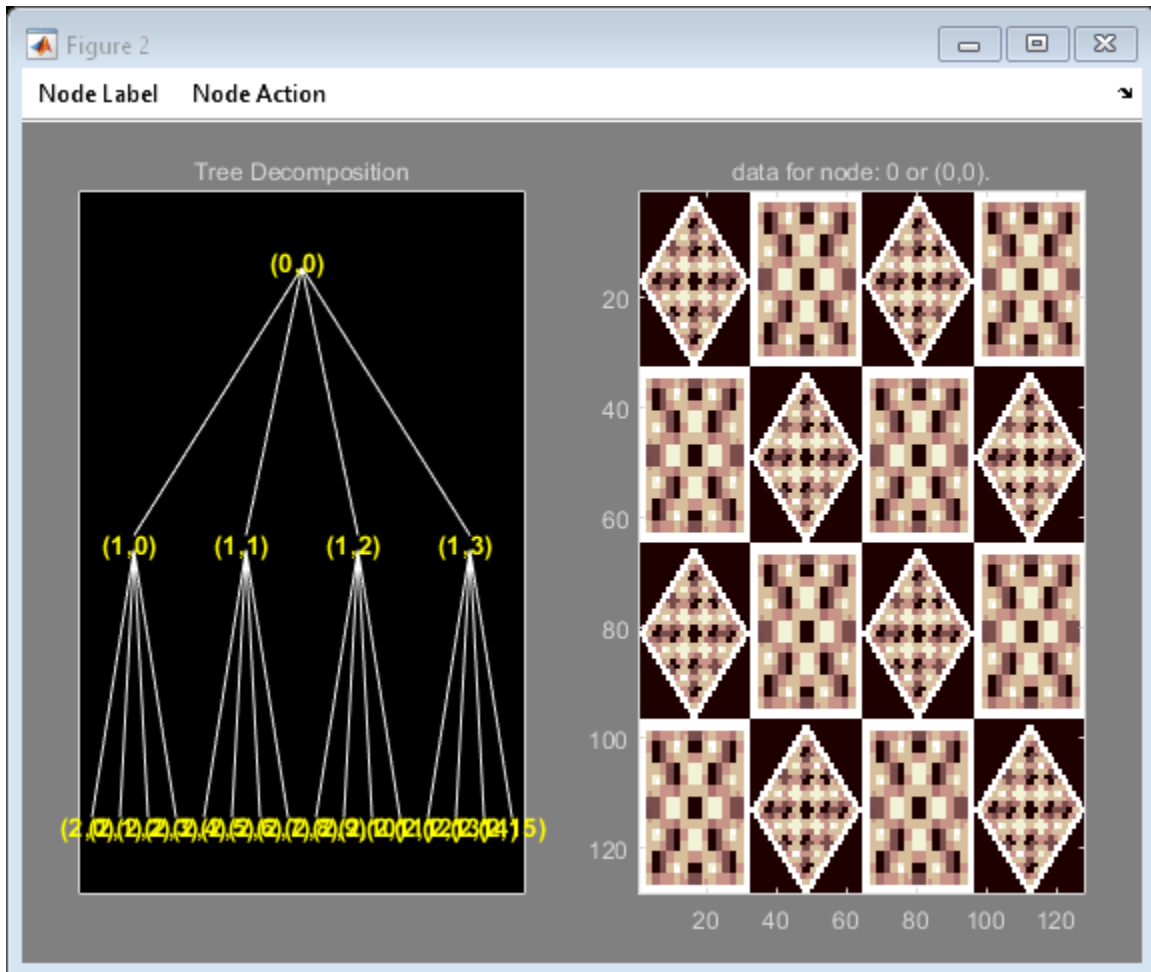 Figure 2
Node Label Node Action
Tree Decomposition
(0,0)
(1,0) (1,1) (1,2) (1,3)
data for node: 0 or (0,0).
20
40
60
80
100
120
20 40 60 80 100 120